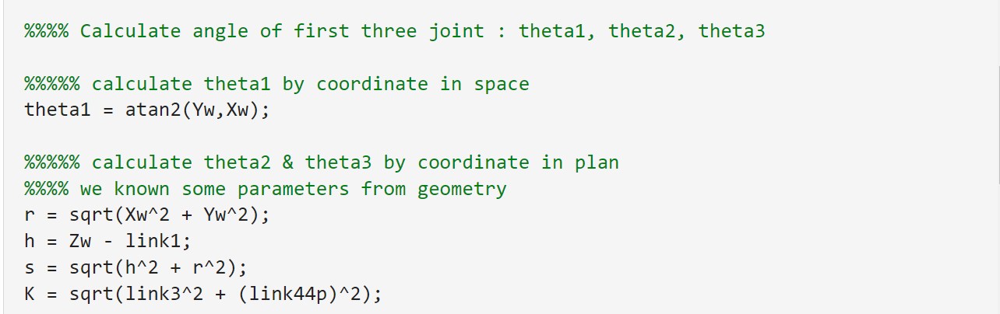 %%%% Calculate angle of first three joint : theta1, theta2, theta3
%%%%% calculate theta1 by coordinate in space
theta1 = atan2(Yw,Xw);
%%%%% calculate theta2 & theta3 by coordinate in plan
%%%% we known some parameters from geometry
r = sqrt(Xw^2 + Yw^2);
h = Zw - link1;
s = sqrt(h^2 + r^2);
K = sqrt(link3^2 + (link44p)^2);